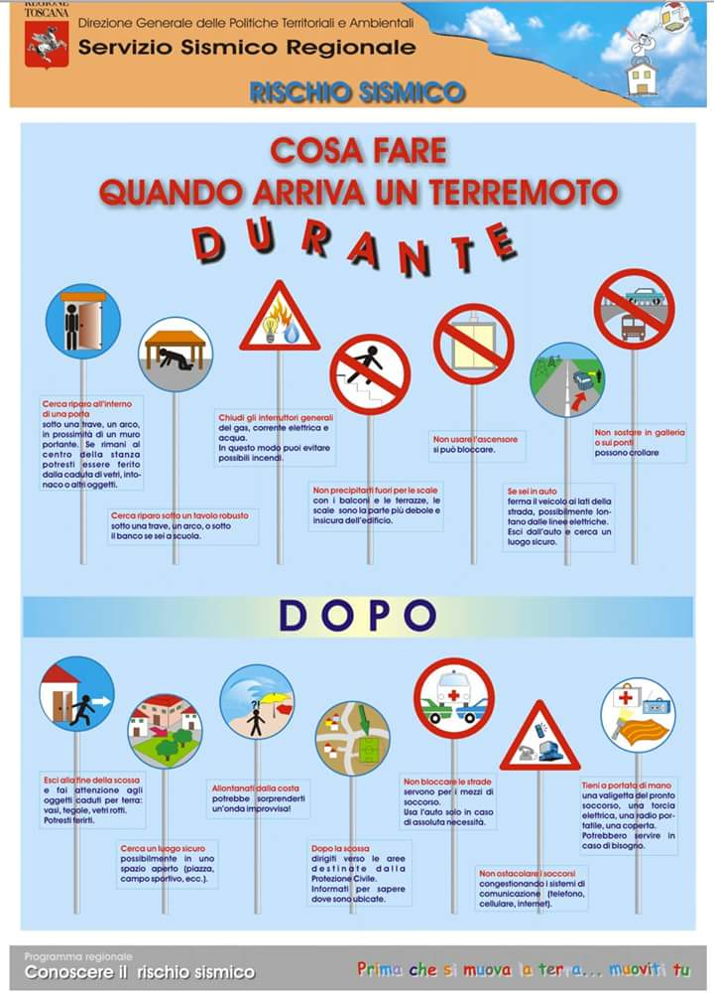 REGIONE
TOSCANA
Direzione Generale delle Politiche Territoriali e Ambientali
Servizio Sismico Regionale
RISCHIO SISMICO
COSA FARE
QUANDO ARRIVA UN TERREMOTO
DURANTE
Cerca riparo all'interno
di una porta
sotto una trave, un arco,
in prossimità di un muro
portante. Se rimani al
centro della stanza
potresti essere ferito
dalla caduta di vetri, into-
naco o altri oggetti.
Cerca riparo sotto un tavolo robusto
sotto una trave, un arco, o sotto
il banco se sei a scuola.
Chiudi gli interruttori generali
del gas, corrente elettrica e
acqua.
In questo modo puoi evitare
possibili incendi.
Non precipitarti fuori per le scale
con i balconi e le terrazze, le
scale sono la parte più debole e
insicura dell'edificio.
Non usare l'ascensore
si può bloccare.
Se sei in auto
ferma il veicolo ai lati della
strada, possibilmente lon-
tano dalle linee elettriche.
Esci dall'auto e cerca un
luogo sicuro.
Non sostare in galleria
o sui ponti
possono crollare
DOPO
Esci alla fine della scossa
e fai attenzione agli
oggetti caduti per terra:
vasi, tegole, vetri rotti.
Potresti ferirti.
Cerca un luogo sicuro
possibilmente in uno
spazio aperto (piazza,
campo sportivo, ecc.).
?!
Allontanati dalla costa
potrebbe sorprenderti
un'onda improvvisa!
Dopo la scossa
dirigiti verso le aree
destinate dalla
Protezione Civile.
Informati per sapere
dove sono ubicate.
Non bloccare le strade
servono per i mezzi di
soccorso.
Usa l'auto solo in caso
di assoluta necessità.
Non ostacolare i soccorsi
congestionando i sistemi di
comunicazione (telefono,
cellulare, internet).
Tieni a portata di mano
una valigetta del pronto
soccorso, una torcia
elettrica, una radio por-
tatile, una coperta.
Potrebbero servire in
caso di bisogno.
Programma regionale
Conoscere il rischio sismico
Prima che si muova la terra... muoviti tu